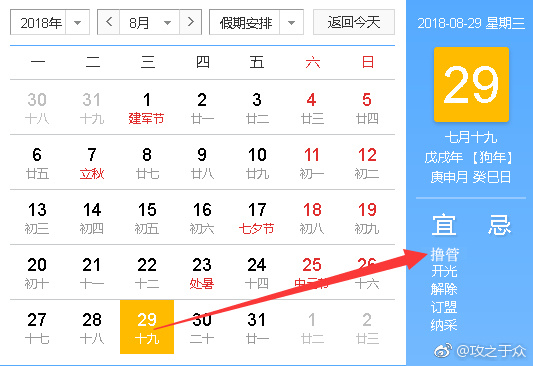 2018年 8月 假期安排 返回今天
一 二 三 四 五 六 日
30 31 1 2 3 4 5
十八 十九 建军节 廿一 廿二 廿三 廿四
6 7 8 9 10 11 12
廿五 立秋 廿七 廿八 廿九 初一 初二
13 14 15 16 17 18 19
初三 初四 初五 初六 七夕节 初八 初九
20 21 22 23 24 25 26
初十 十一 十二 处暑 十四 中元节 十六
27 28 29 30 31 1 2
十七 十八 十九 二十 廿一 廿二 廿三
2018-08-29 星期三
29
七月十九
戊戌年 【狗年】
庚申月 癸巳日
宜 忌
撸管
开光
解除
订盟
纳采
@攻之于众